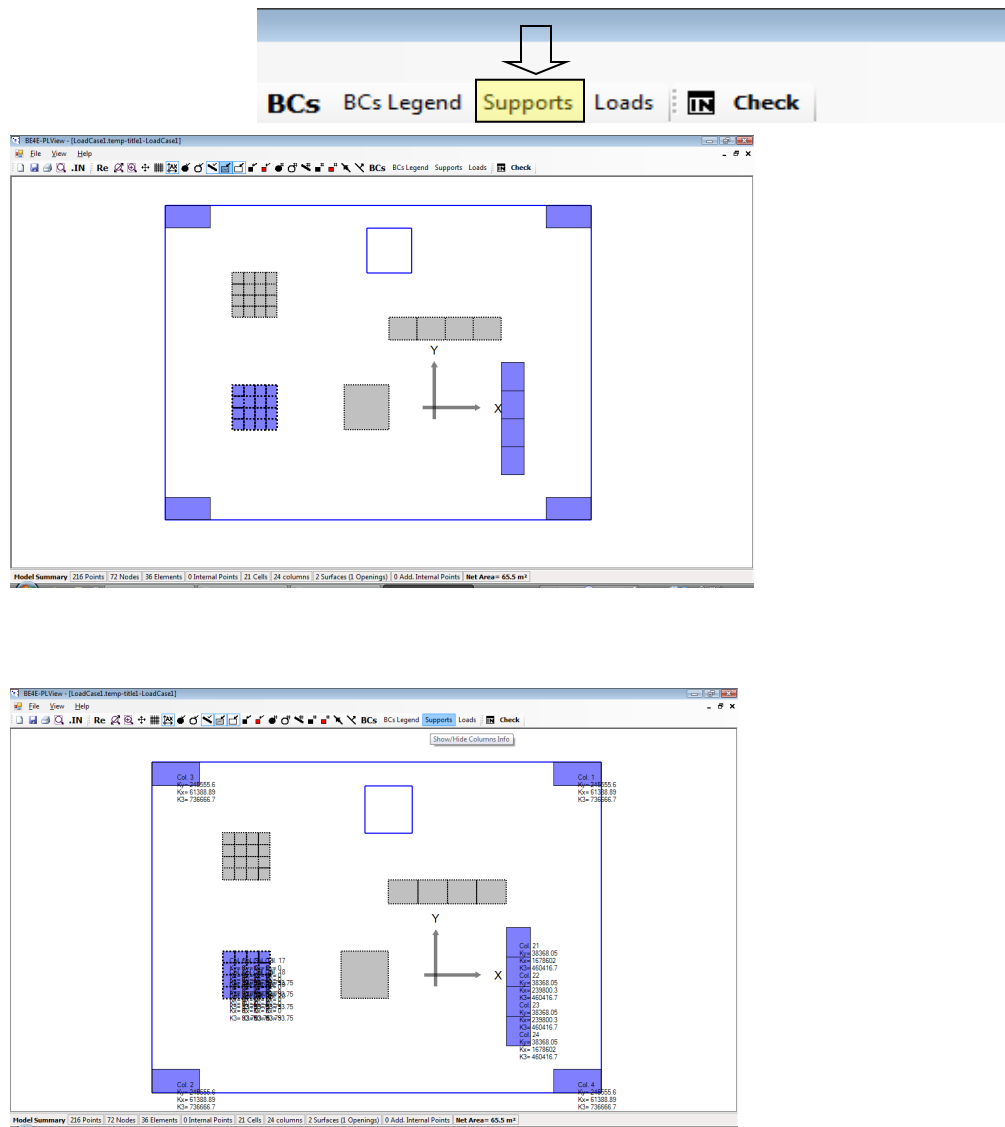 BCs BCs Legend Supports Loads IN Check
BE4E-PLView - [LoadCase1.temp-title1-LoadCase1]
File View Help
.IN Re BCs BCs Legend Supports Loads IN Check
Y
X
Model Summary 216 Points 72 Nodes 36 Elements 0 Internal Points 21 Cells 24 columns 2 Surfaces (1 Openings) 0 Add. Internal Points Net Area= 65.5 m²
BE4E-PLView - [LoadCase1.temp-title1-LoadCase1]
File View Help
.IN Re BCs BCs Legend Supports Loads IN Check
Show/Hide Columns Info
Col. 3
Kx= 61388.89
K3= 736666.7
Col. 1
Kx= 61388.89
K3= 736666.7
Y
X
Col. 21
Ky= 38368.05
Kx= 1678602
K3= 460416.7
Col. 22
Ky= 38368.05
Kx= 239800.3
K3= 460416.7
Col. 23
Ky= 38368.05
Kx= 239800.3
K3= 460416.7
Col. 24
Ky= 38368.05
Kx= 1678602
K3= 460416.7
Col. 2
Kx= 61388.89
K3= 736666.7
Col. 4
Kx= 61388.89
K3= 736666.7
Model Summary 216 Points 72 Nodes 36 Elements 0 Internal Points 21 Cells 24 columns 2 Surfaces (1 Openings) 0 Add. Internal Points Net Area= 65.5 m²